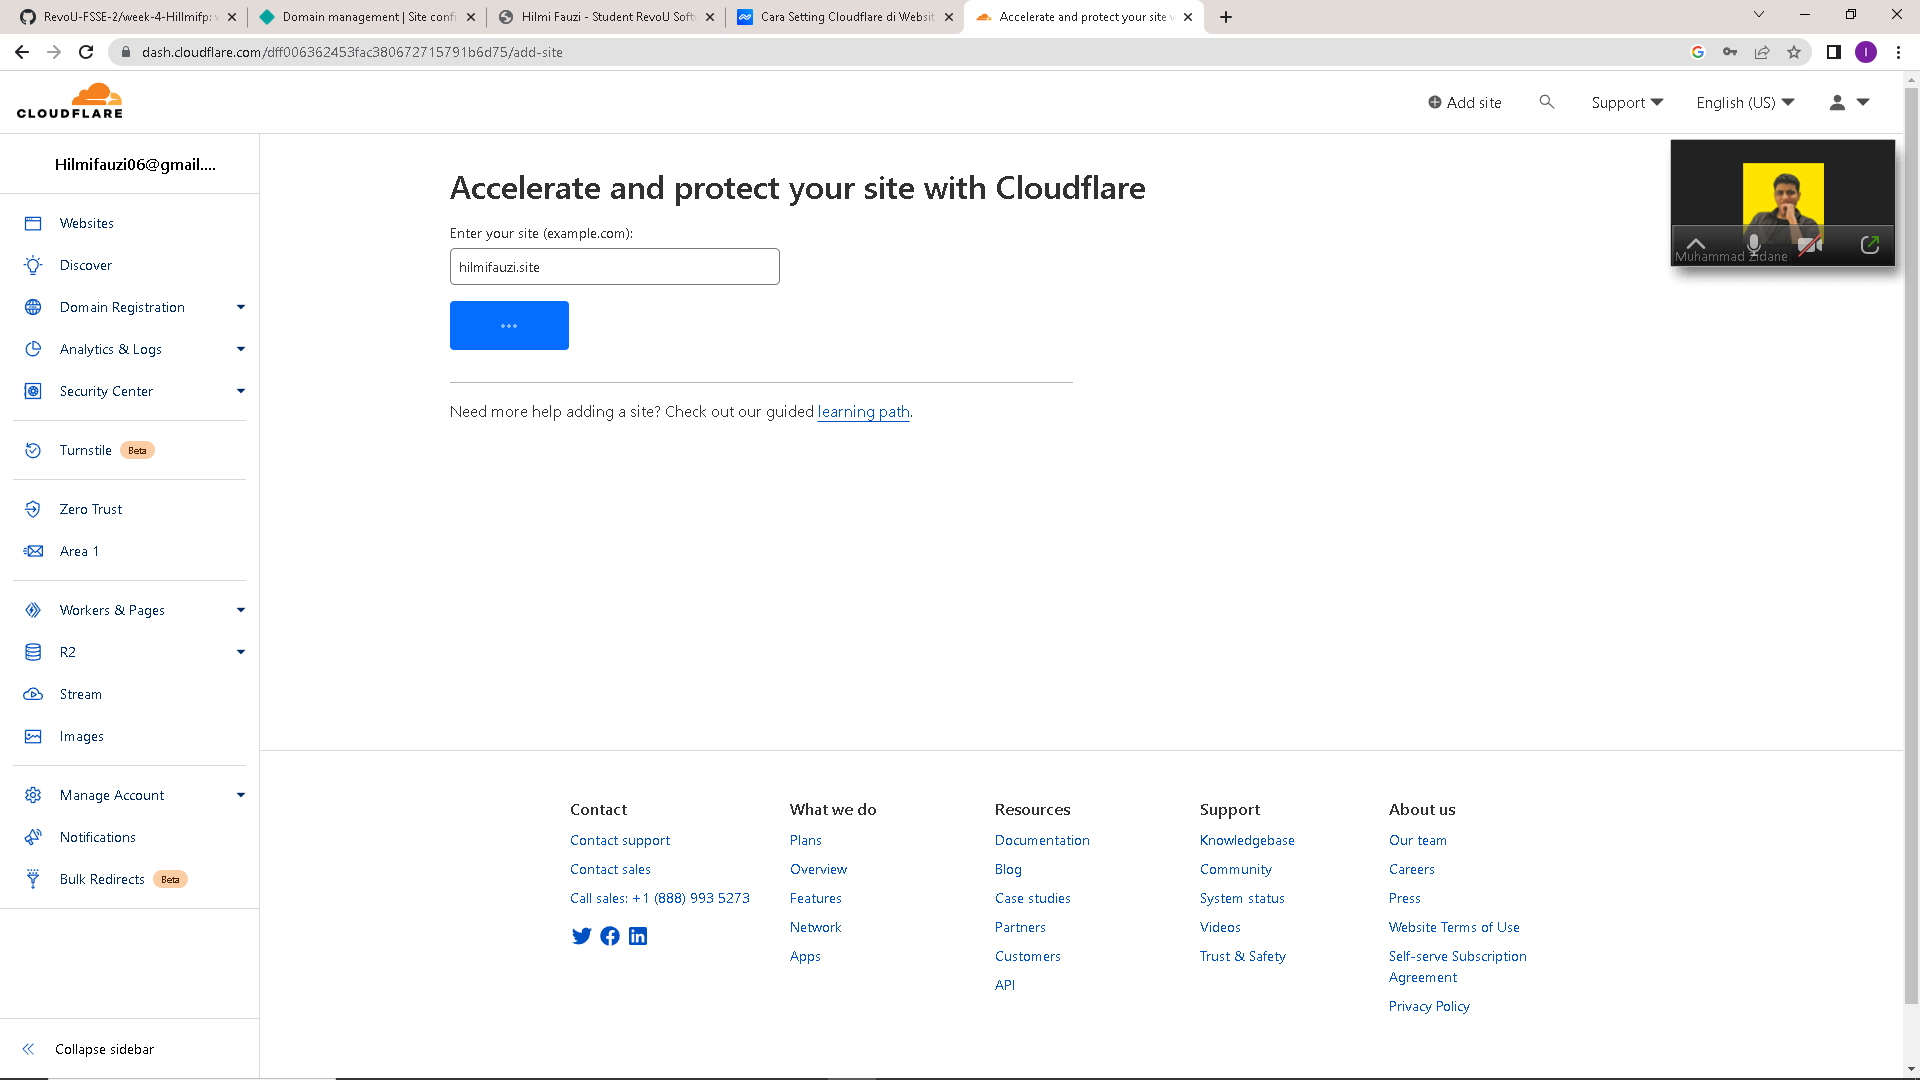 RevoU-FSSE-2/week-4-Hillmifp: 
Domain management | Site confi
Hilmi Fauzi - Student RevoU Soft
Cara Setting Cloudflare di Websit
Accelerate and protect your site
dash.cloudflare.com/dff006362453fac380672715791b6d75/add-site
I
CLOUDFLARE
Add site
Support
English (US)
Hilmifauzi06@gmail....
Websites
Discover
Domain Registration
Analytics & Logs
Security Center
Turnstile Beta
Zero Trust
Area 1
Workers & Pages
R2
Stream
Images
Manage Account
Notifications
Bulk Redirects Beta
Collapse sidebar
Accelerate and protect your site with Cloudflare
Enter your site (example.com):
hilmifauzi.site
Need more help adding a site? Check out our guided learning path.
Muhammad Zidane
Contact
Contact support
Contact sales
Call sales: +1 (888) 993 5273
What we do
Plans
Overview
Features
Network
Apps
Resources
Documentation
Blog
Case studies
Partners
Customers
API
Support
Knowledgebase
Community
System status
Videos
Trust & Safety
About us
Our team
Careers
Press
Website Terms of Use
Self-serve Subscription
Agreement
Privacy Policy